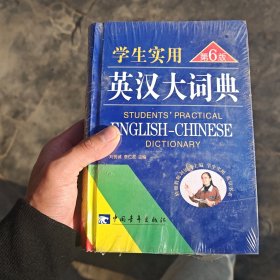 学生实用
第6版
英汉大词典
STUDENTS' PRACTICAL
ENGLISH-CHINESE
DICTIONARY
中国青年出版社